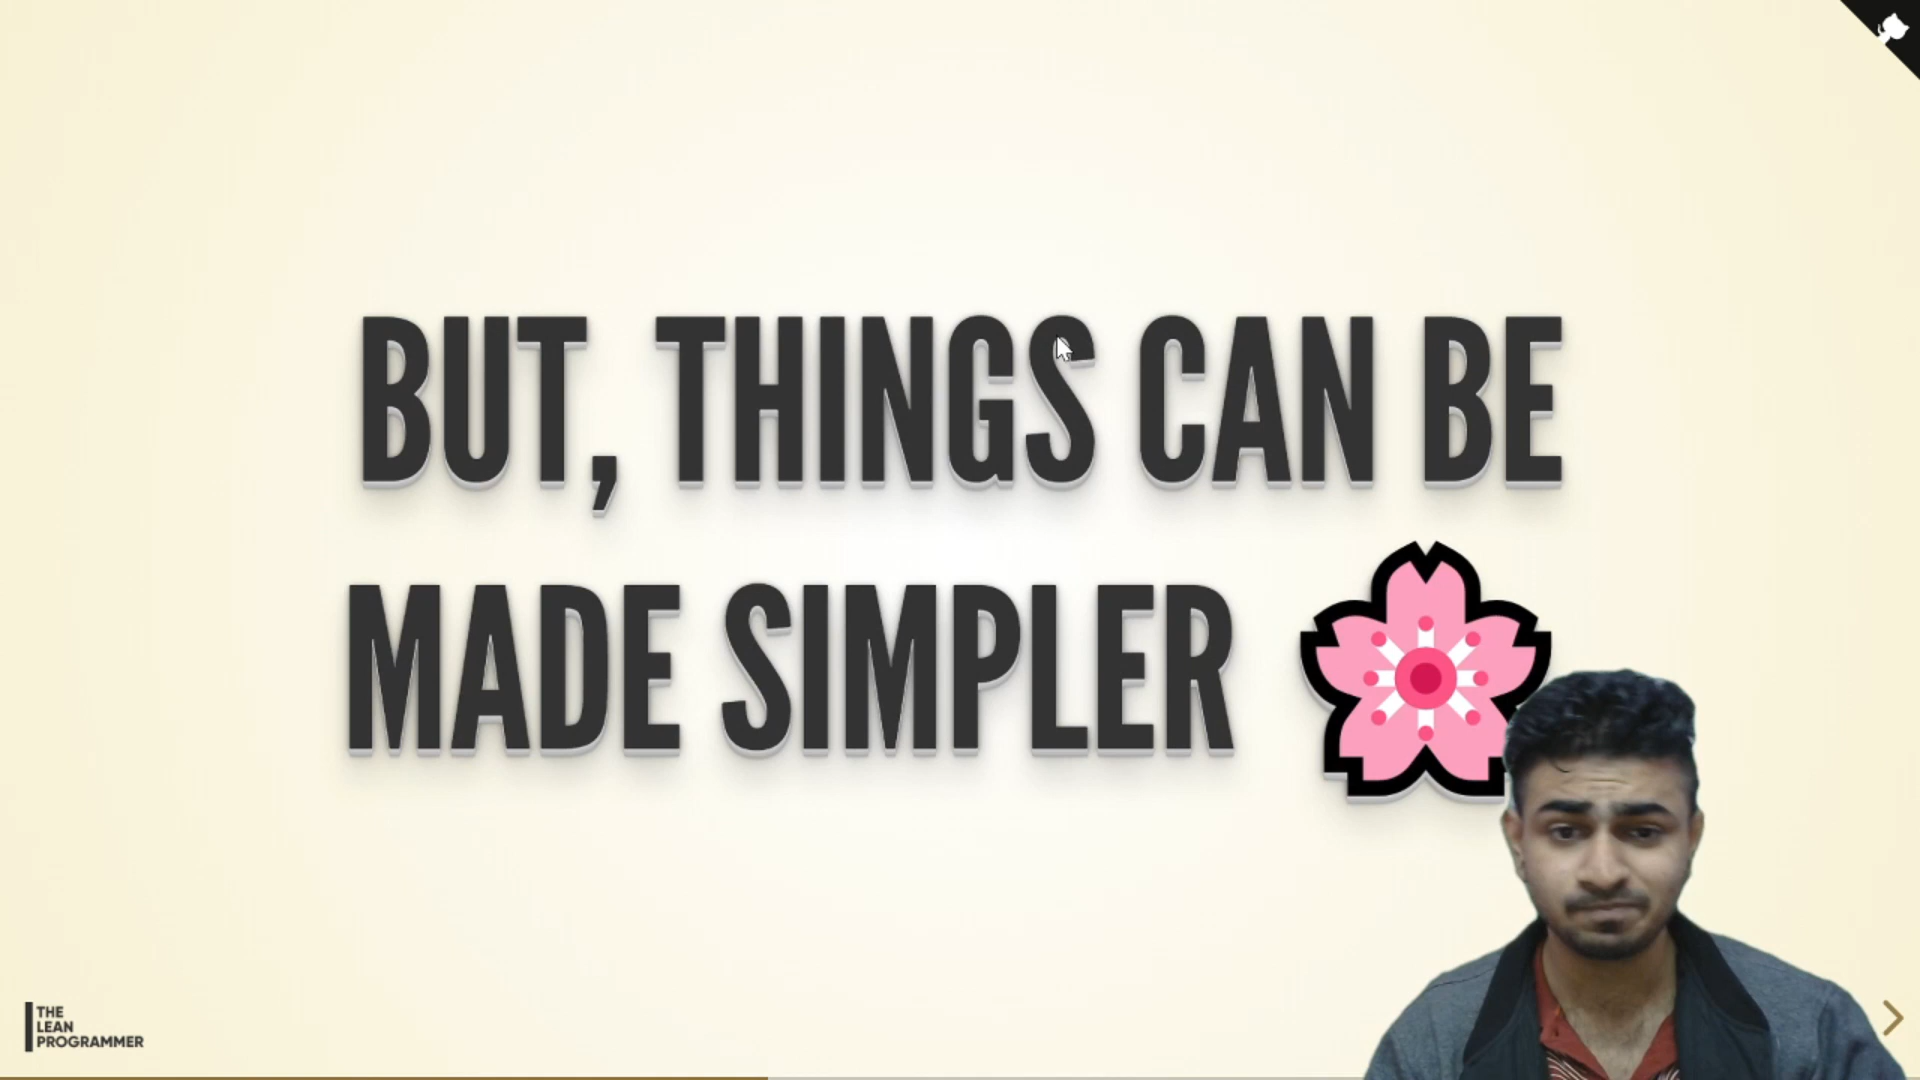 BUT, THINGS CAN BE
MADE SIMPLER
THE
LEAN
PROGRAMMER